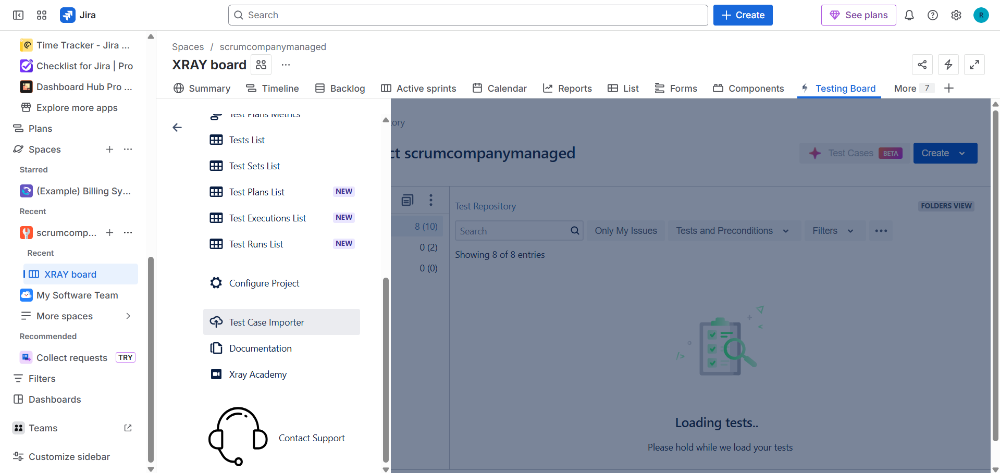 Jira
Search
Create
See plans
R
Time Tracker - Jira ...
Checklist for Jira | Pro
Dashboard Hub Pro ...
Explore more apps
Plans
Spaces
Starred
(Example) Billing Sy...
Recent
scrumcomp...
Recent
XRAY board
My Software Team
More spaces
Recommended
Collect requests TRY
Filters
Dashboards
Teams
Customize sidebar
Spaces / scrumcompanymanaged
XRAY board
Summary
Timeline
Backlog
Active sprints
Calendar
Reports
List
Forms
Components
Testing Board
More 7
Test Plans Metrics
Tests List
Test Sets List
Test Plans List NEW
Test Executions List NEW
Test Runs List NEW
Configure Project
Test Case Importer
Documentation
Xray Academy
Contact Support
ory
ct scrumcompanymanaged
Test Cases BETA
Create
8 (10)
0 (2)
0 (0)
Test Repository
FOLDERS VIEW
Search
Only My Issues
Tests and Preconditions
Filters
Showing 8 of 8 entries
Loading tests..
Please hold while we load your tests